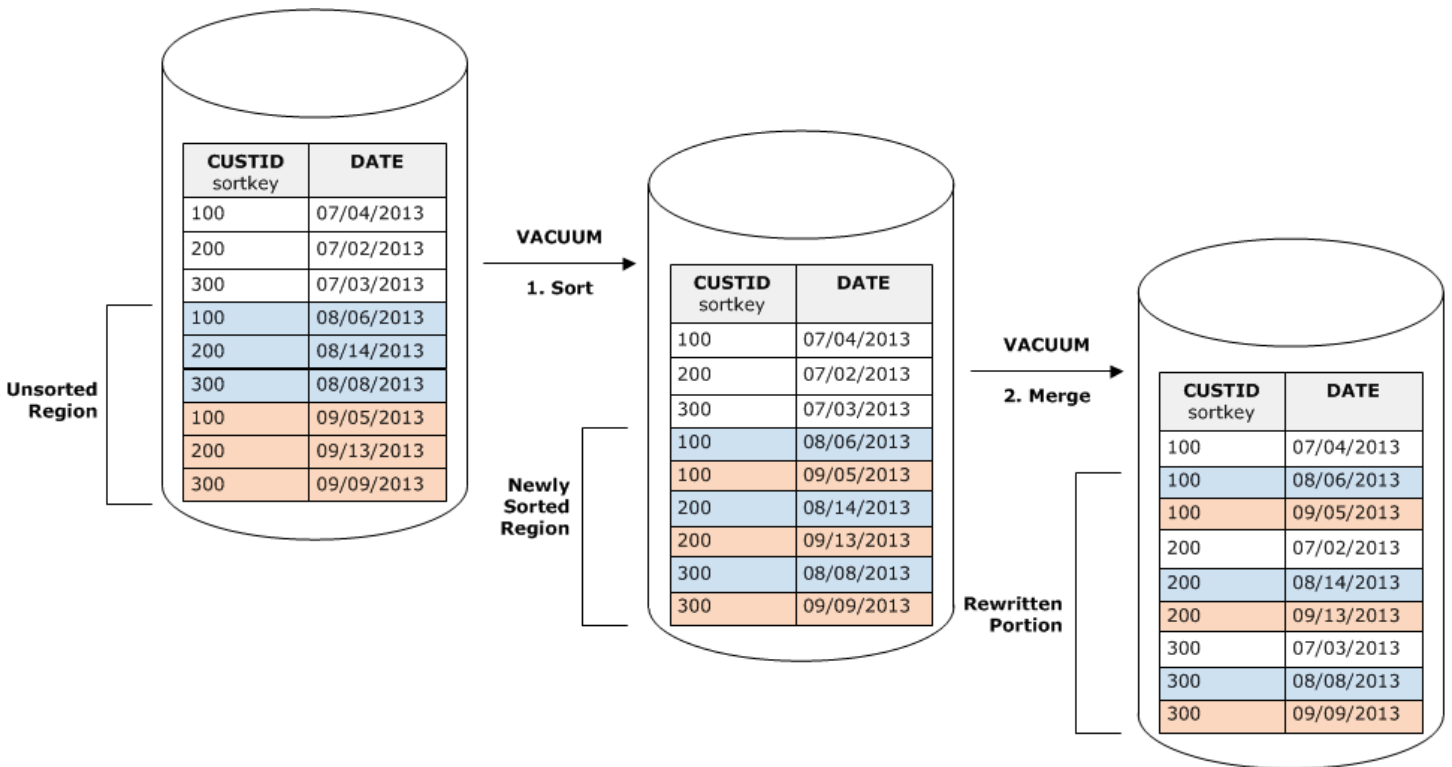 CUSTID DATE
sortkey
100 07/04/2013
200 07/02/2013
300 07/03/2013
100 08/06/2013
200 08/14/2013
300 08/08/2013
100 09/05/2013
200 09/13/2013
300 09/09/2013
Unsorted
Region
VACUUM
1. Sort
CUSTID DATE
sortkey
100 07/04/2013
200 07/02/2013
300 07/03/2013
100 08/06/2013
100 09/05/2013
200 08/14/2013
200 09/13/2013
300 08/08/2013
300 09/09/2013
Newly
Sorted
Region
VACUUM
2. Merge
CUSTID DATE
sortkey
100 07/04/2013
100 08/06/2013
100 09/05/2013
200 07/02/2013
200 08/14/2013
200 09/13/2013
300 07/03/2013
300 08/08/2013
300 09/09/2013
Rewritten
Portion